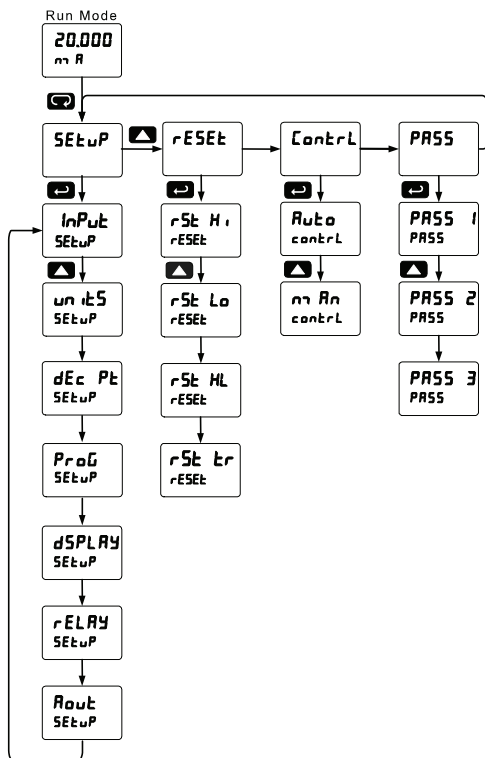 Run Mode
20.000
mA
SEtuP
rESEt
ContrL
PASS
InPut
SEtuP
rSt Hi
rESEt
Auto
contrL
PASS 1
PASS
unitS
SEtuP
rSt Lo
rESEt
mAn
contrL
PASS 2
PASS
dEc Pt
SEtuP
rSt HL
rESEt
PASS 3
PASS
ProG
SEtuP
rSt tr
rESEt
dSPLAY
SEtuP
rELAY
SEtuP
Aout
SEtuP